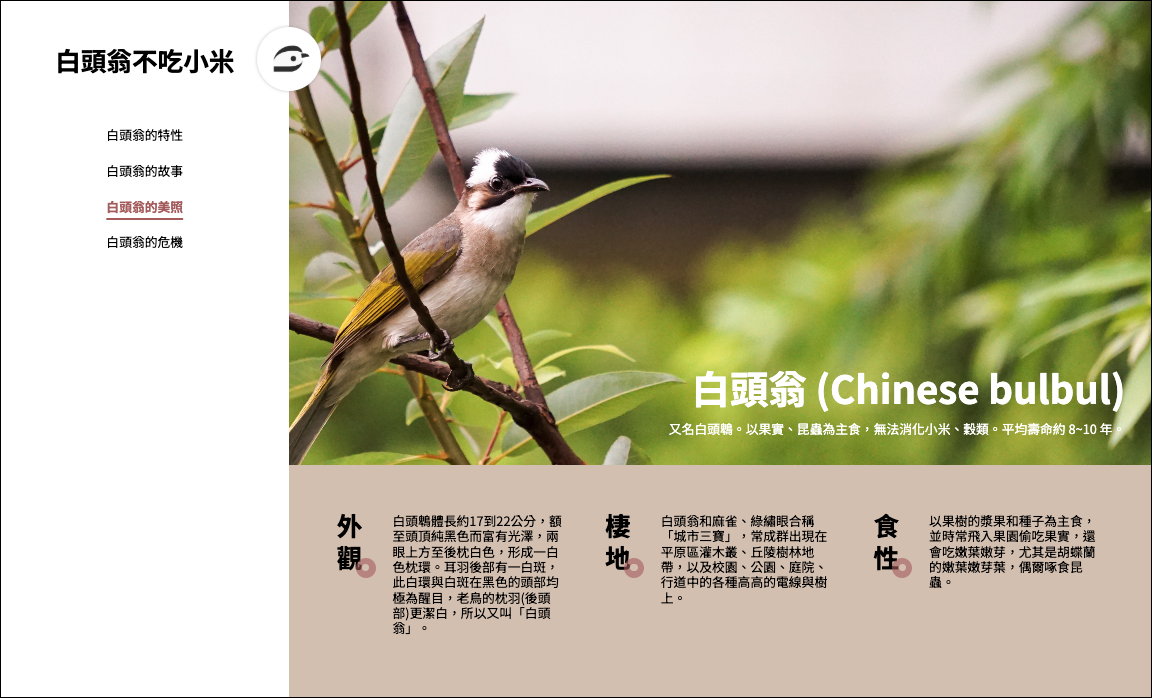 白頭翁不吃小米
白頭翁的特性
白頭翁的故事
白頭翁的美照
白頭翁的危機
白頭翁 (Chinese bulbul)
又名白頭鵯。以果實、昆蟲為主食，無法消化小米、穀類。平均壽命約 8~10 年。
外觀
白頭鵯體長約17到22公分，額
至頭頂純黑色而富有光澤，兩
眼上方至後枕白色，形成一白
色枕環。耳羽後部有一白斑，
此白環與白斑在黑色的頭部均
極為醒目，老鳥的枕羽(後頭
部)更潔白，所以又叫「白頭
翁」。
棲地
白頭翁和麻雀、綠繡眼合稱
「城市三寶」，常成群出現在
平原區灌木叢、丘陵樹林地
帶，以及校園、公園、庭院、
行道中的各種高高的電線與樹
上。
食性
以果樹的漿果和種子為主食，
並時常飛入果園偷吃果實，還
會吃嫩葉嫩芽，尤其是胡蝶蘭
的嫩葉嫩芽葉，偶爾啄食昆
蟲。